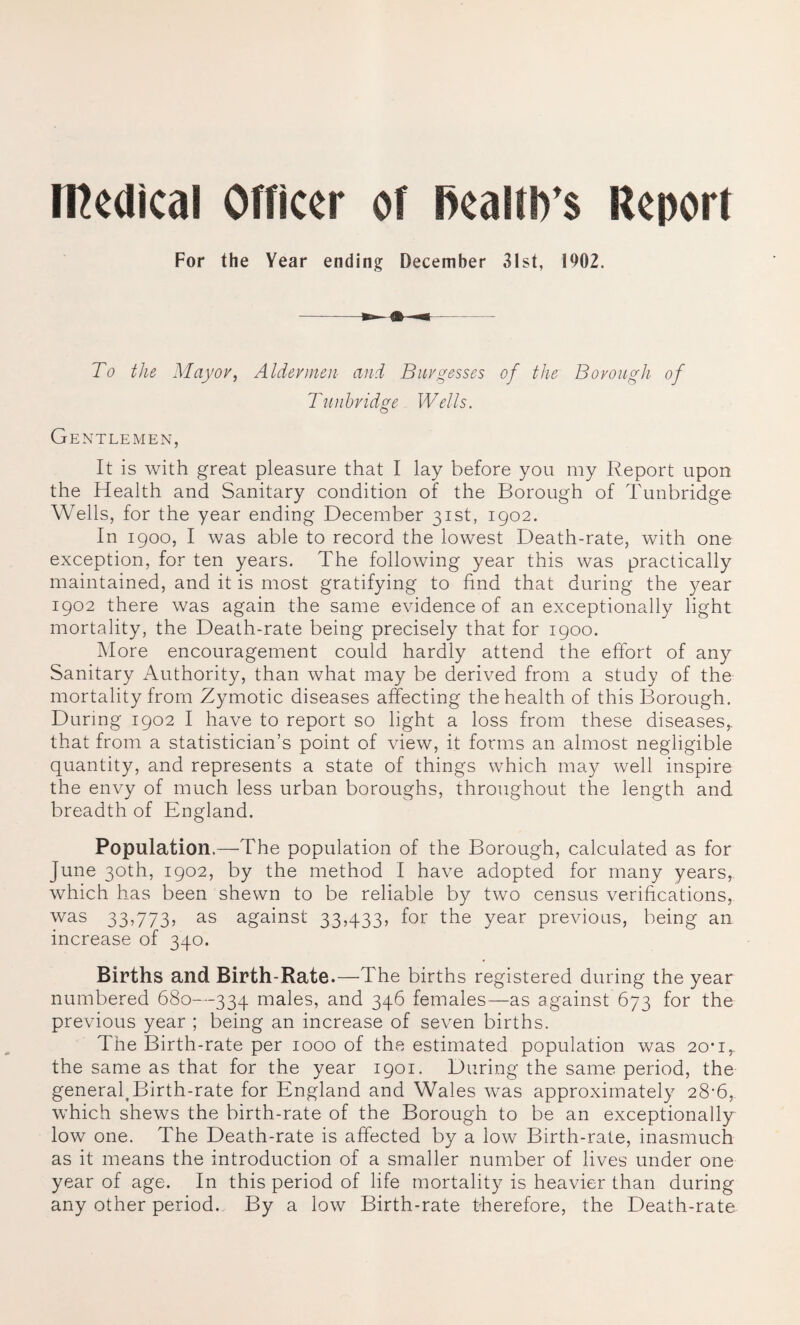 Medical Officer of Health's Report
For the Year ending December 31st, 1902.
To the Mayor, Aldermen and Burgesses of the Borough of
Tunbridge Wells.
Gentlemen,
It is with great pleasure that I lay before you my Report upon
the Health and Sanitary condition of the Borough of Tunbridge
Wells, for the year ending December 31st, 1902.
In 1900, I was able to record the lowest Death-rate, with one
exception, for ten years. The following year this was practically
maintained, and it is most gratifying to find that during the year
1902 there was again the same evidence of an exceptionally light
mortality, the Death-rate being precisely that for 1900.
More encouragement could hardly attend the effort of any
Sanitary Authority, than what may be derived from a study of the
mortality from Zymotic diseases affecting the health of this Borough.
During 1902 I have to report so light a loss from these diseases,
that from a statistician's point of view, it forms an almost negligible
quantity, and represents a state of things which may well inspire
the envy of much less urban boroughs, throughout the length and
breadth of England.
Population.—The population of the Borough, calculated as for
June 30th, 1902, by the method I have adopted for many years,
which has been shewn to be reliable by two census verifications,
was 33,773, as against 33,433, for the year previous, being an
increase of 340.
Births and Birth-Rate.—The births registered during the year
numbered 680—334 males, and 346 females—as against 673 for the
previous year ; being an increase of seven births.
The Birth-rate per 1000 of the estimated population was 20·1,
the same as that for the year 1901. During the same period, the
general Birth-rate for England and Wales was approximately 28·6,
which shews the birth-rate of the Borough to be an exceptionally
low one. The Death-rate is affected by a low Birth-rate, inasmuch
as it means the introduction of a smaller number of lives under one
year of age. In this period of life mortality is heavier than during
any other period. By a low Birth-rate therefore, the Death-rate